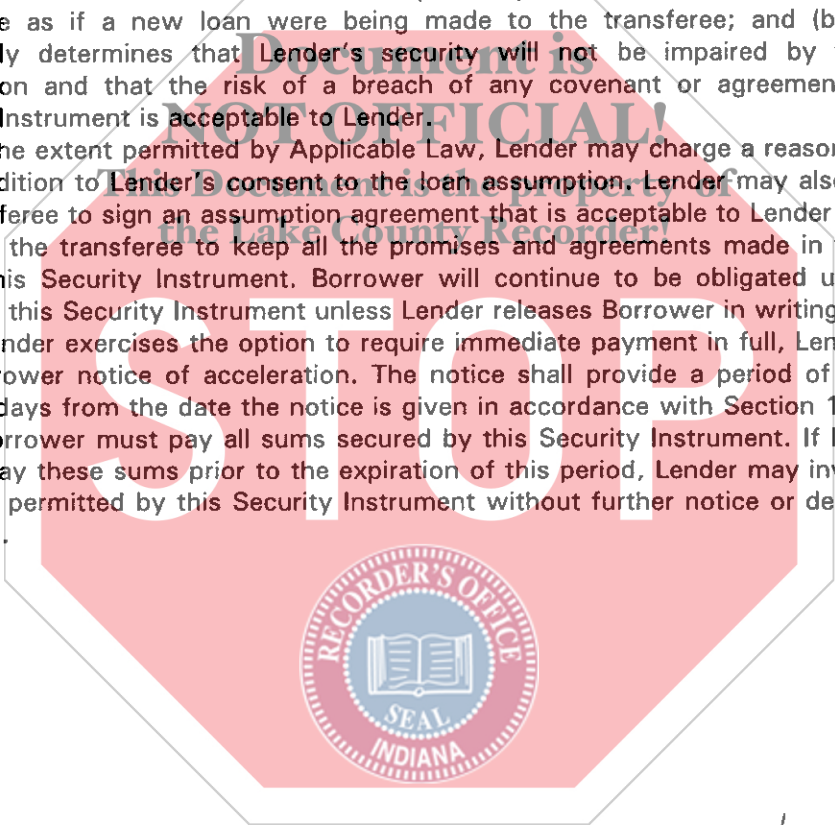 e as if a new loan were being made to the transferee; and (b
ly determines that Lender's security will not be impaired by
on and that the risk of a breach of any covenant or agreemen
Instrument is acceptable to Lender.
he extent permitted by Applicable Law, Lender may charge a reason
dition to Lender's consent to the loan assumption. Lender may also
feree to sign an assumption agreement that is acceptable to Lender
the transferee to keep all the promises and agreements made in
is Security Instrument. Borrower will continue to be obligated u
this Security Instrument unless Lender releases Borrower in writing
nder exercises the option to require immediate payment in full, Len
rower notice of acceleration. The notice shall provide a period of
days from the date the notice is given in accordance with Section 1
orrower must pay all sums secured by this Security Instrument. If
ay these sums prior to the expiration of this period, Lender may in
permitted by this Security Instrument without further notice or de
Document is
NOT OFFICIAL!
This Document is the property of
the Lake County Recorder!
STOP
RECORDER'S OFFICE
SEAL
INDIANA